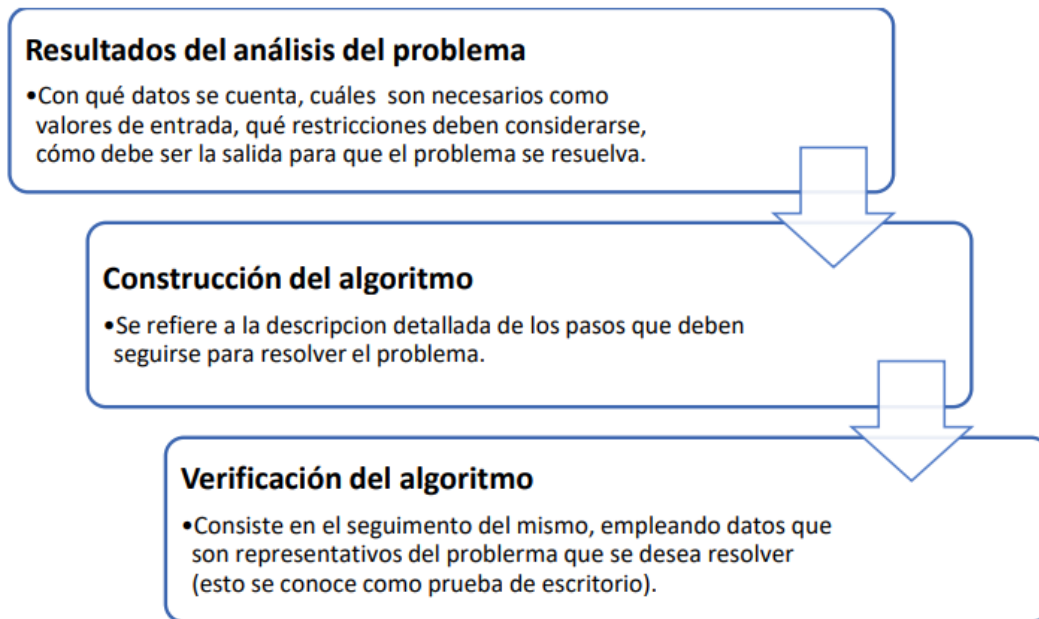 Resultados del análisis del problema
•Con qué datos se cuenta, cuáles son necesarios como
valores de entrada, qué restricciones deben considerarse,
cómo debe ser la salida para que el problema se resuelva.
Construcción del algoritmo
•Se refiere a la descripcion detallada de los pasos que deben
seguirse para resolver el problema.
Verificación del algoritmo
•Consiste en el seguimento del mismo, empleando datos que
son representativos del problerma que se desea resolver
(esto se conoce como prueba de escritorio).